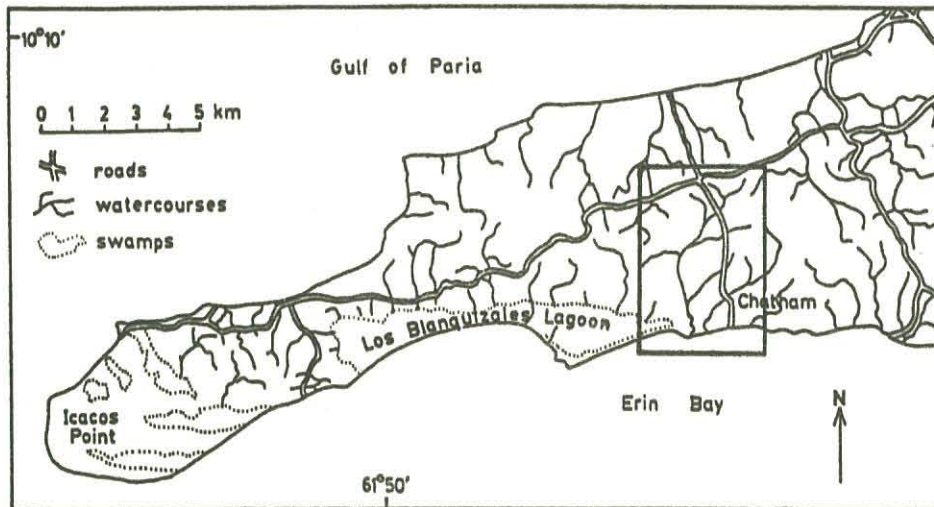 10°10'
Gulf of Paria
0 1 2 3 4 5 km
roads
watercourses
swamps
Chatham
Los Blanquizales Lagoon
Icacos
Point
Erin Bay
N
61°50'